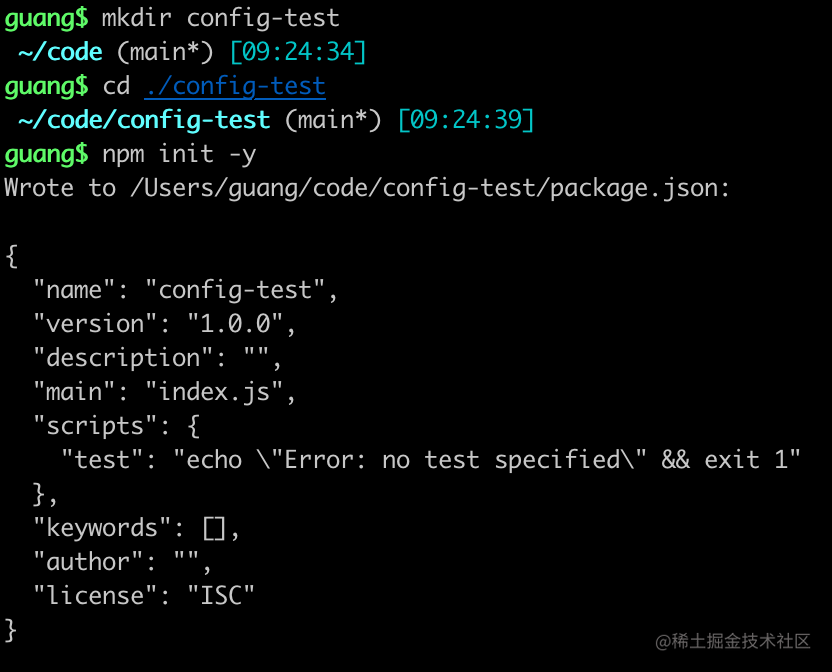 guang$ mkdir config-test
~/code (main*) [09:24:34]
guang$ cd ./config-test
~/code/config-test (main*) [09:24:39]
guang$ npm init -y
Wrote to /Users/guang/code/config-test/package.json:
{
  "name": "config-test",
  "version": "1.0.0",
  "description": "",
  "main": "index.js",
  "scripts": {
    "test": "echo \"Error: no test specified\" && exit 1"
  },
  "keywords": [],
  "author": "",
  "license": "ISC"
}
@稀土掘金技术社区